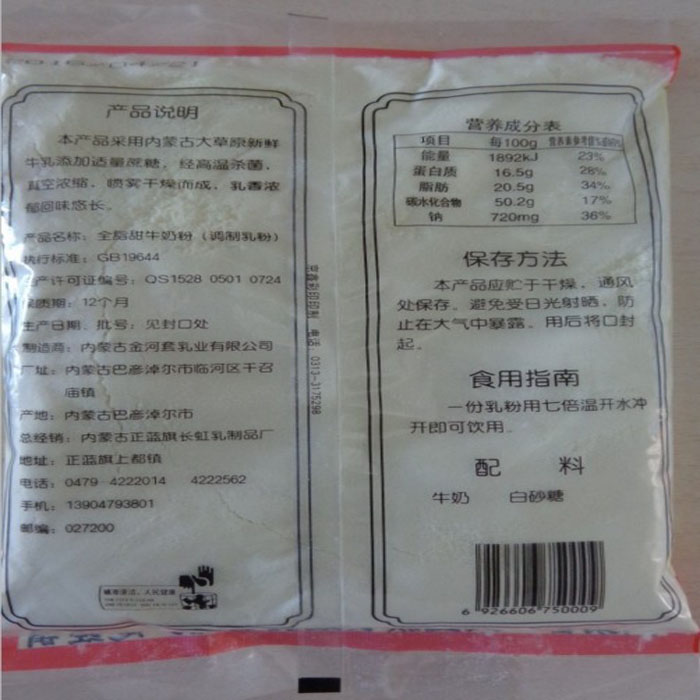 产品说明
本产品采用内蒙古大草原新鲜
牛乳添加适量蔗糖，经高温杀菌，
真空浓缩，喷雾干燥而成，乳香浓
郁回味悠长。
产品名称：全脂甜牛奶粉（调制乳粉）
执行标准：GB19644
生产许可证编号：QS1528 0501 0724
保质期：12个月
生产日期、批号：见封口处
制造商：内蒙古金河套乳业有限公司
厂址：内蒙古巴彦淖尔市临河区干召
庙镇
产地：内蒙古巴彦淖尔市
总经销：内蒙古正蓝旗长虹乳制品厂
地址：正蓝旗上都镇
电话：0479 4222014 4222562
手机：13904793801
邮编：027200
电话 0313-3175298
营养成分表
项目 每100g
能量 1892kJ 23%
蛋白质 16.5g 28%
脂肪 20.5g 34%
碳水化合物 50.2g 17%
钠 720mg 36%
保存方法
本产品应贮于干燥，通风
处保存。避免受日光射晒，防
止在大气中暴露。用后将口封
起。
食用指南
一份乳粉用七倍温开水冲
开即可饮用。
配 料
牛奶 白砂糖
6 926606 750009